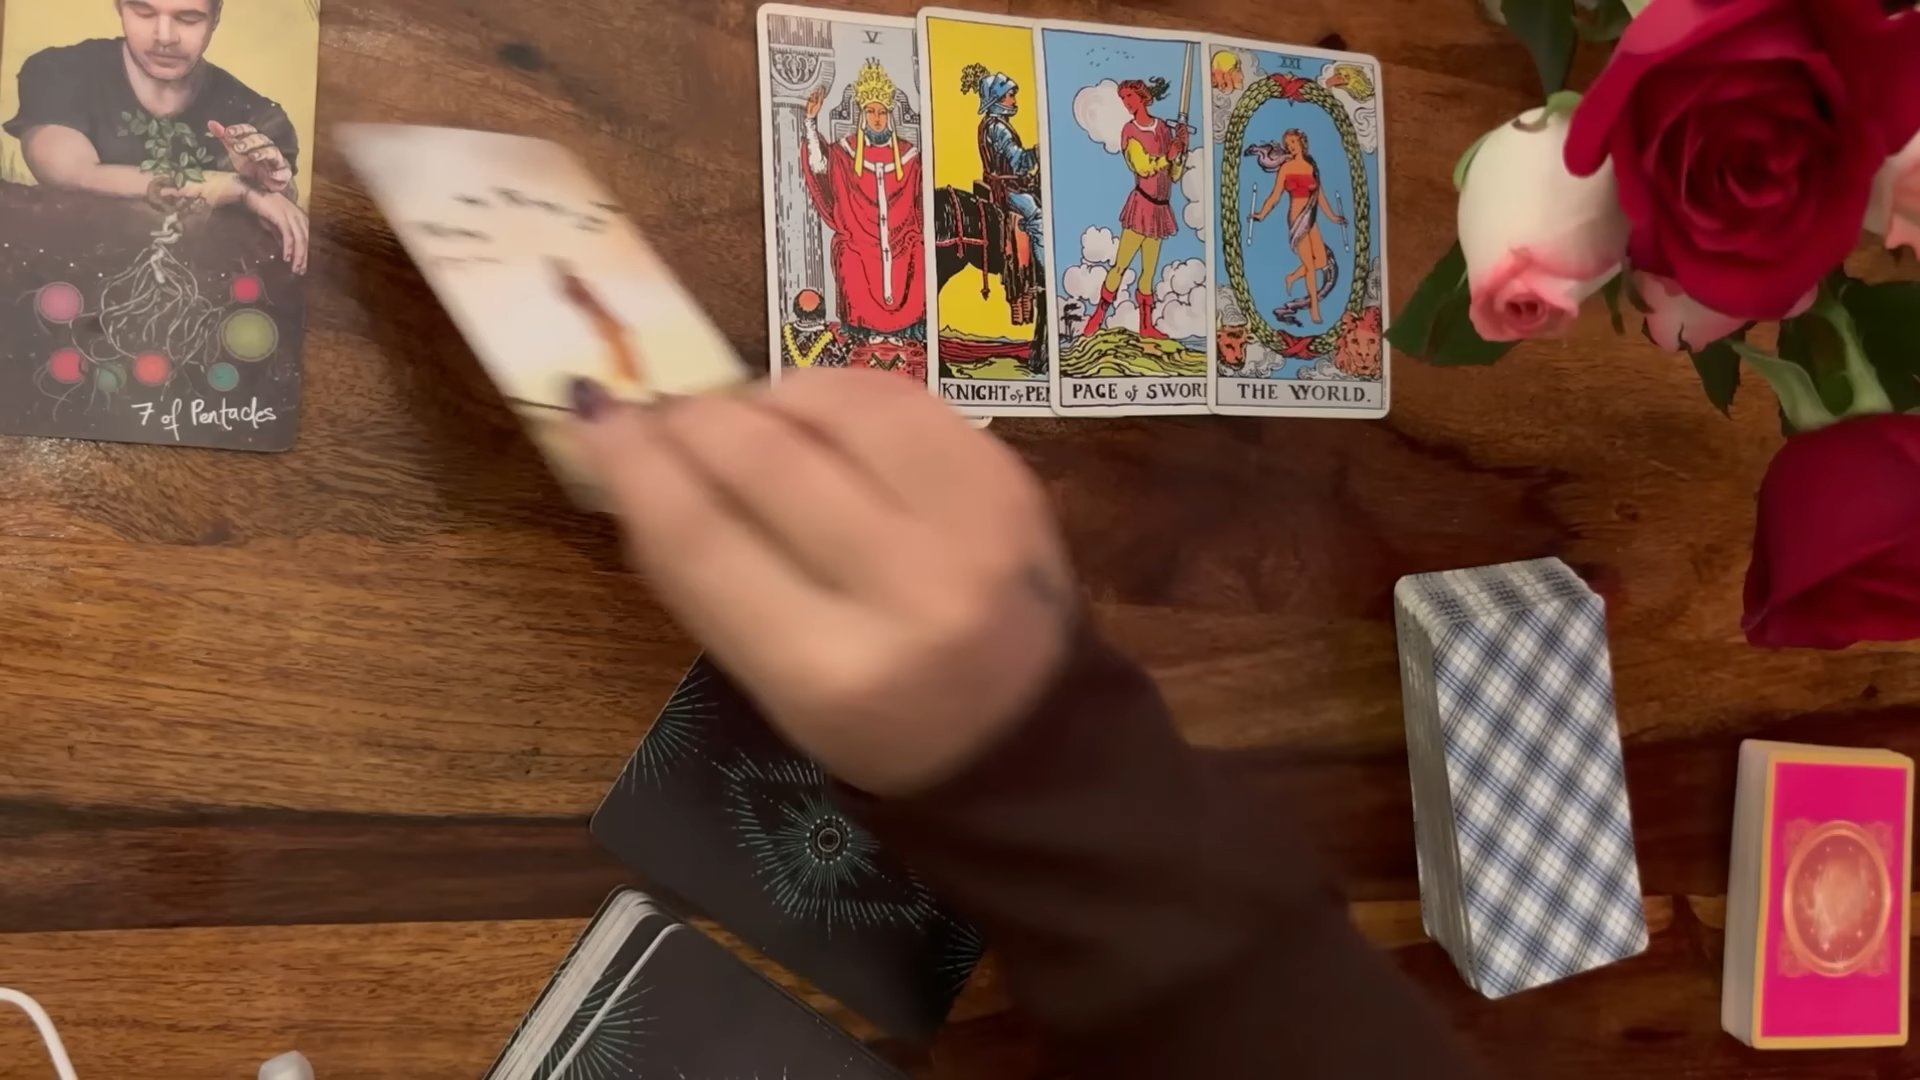 V
XXI
KNIGHT of PE
PAGE of SWOR
THE WORLD.
7 of Pentacles